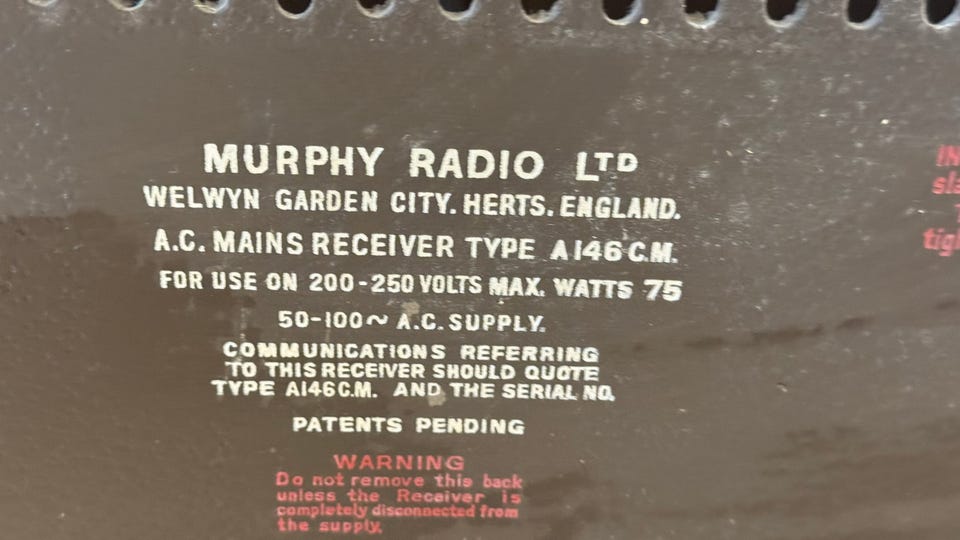 MURPHY RADIO LTD
WELWYN GARDEN CITY. HERTS. ENGLAND.
A.C. MAINS RECEIVER TYPE A146 C.M.
FOR USE ON 200-250 VOLTS MAX. WATTS 75
50-100~ A.C. SUPPLY.
COMMUNICATIONS REFERRING
TO THIS RECEIVER SHOULD QUOTE
TYPE A146C.M. AND THE SERIAL NO.
PATENTS PENDING
WARNING
Do not remove this back
unless the Receiver is
completely disconnected from
the supply.